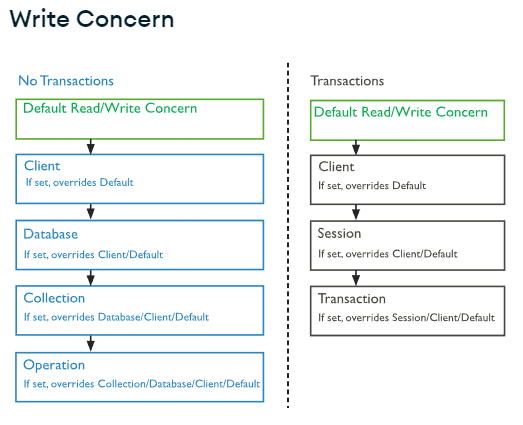 Write Concern
No Transactions
Default Read/Write Concern
Client
If set, overrides Default
Database
If set, overrides Client/Default
Collection
If set, overrides Database/Client/Default
Operation
If set, overrides Collection/Database/Client/Default
Transactions
Default Read/Write Concern
Client
If set, overrides Default
Session
If set, overrides Client/Default
Transaction
If set, overrides Session/Client/Default